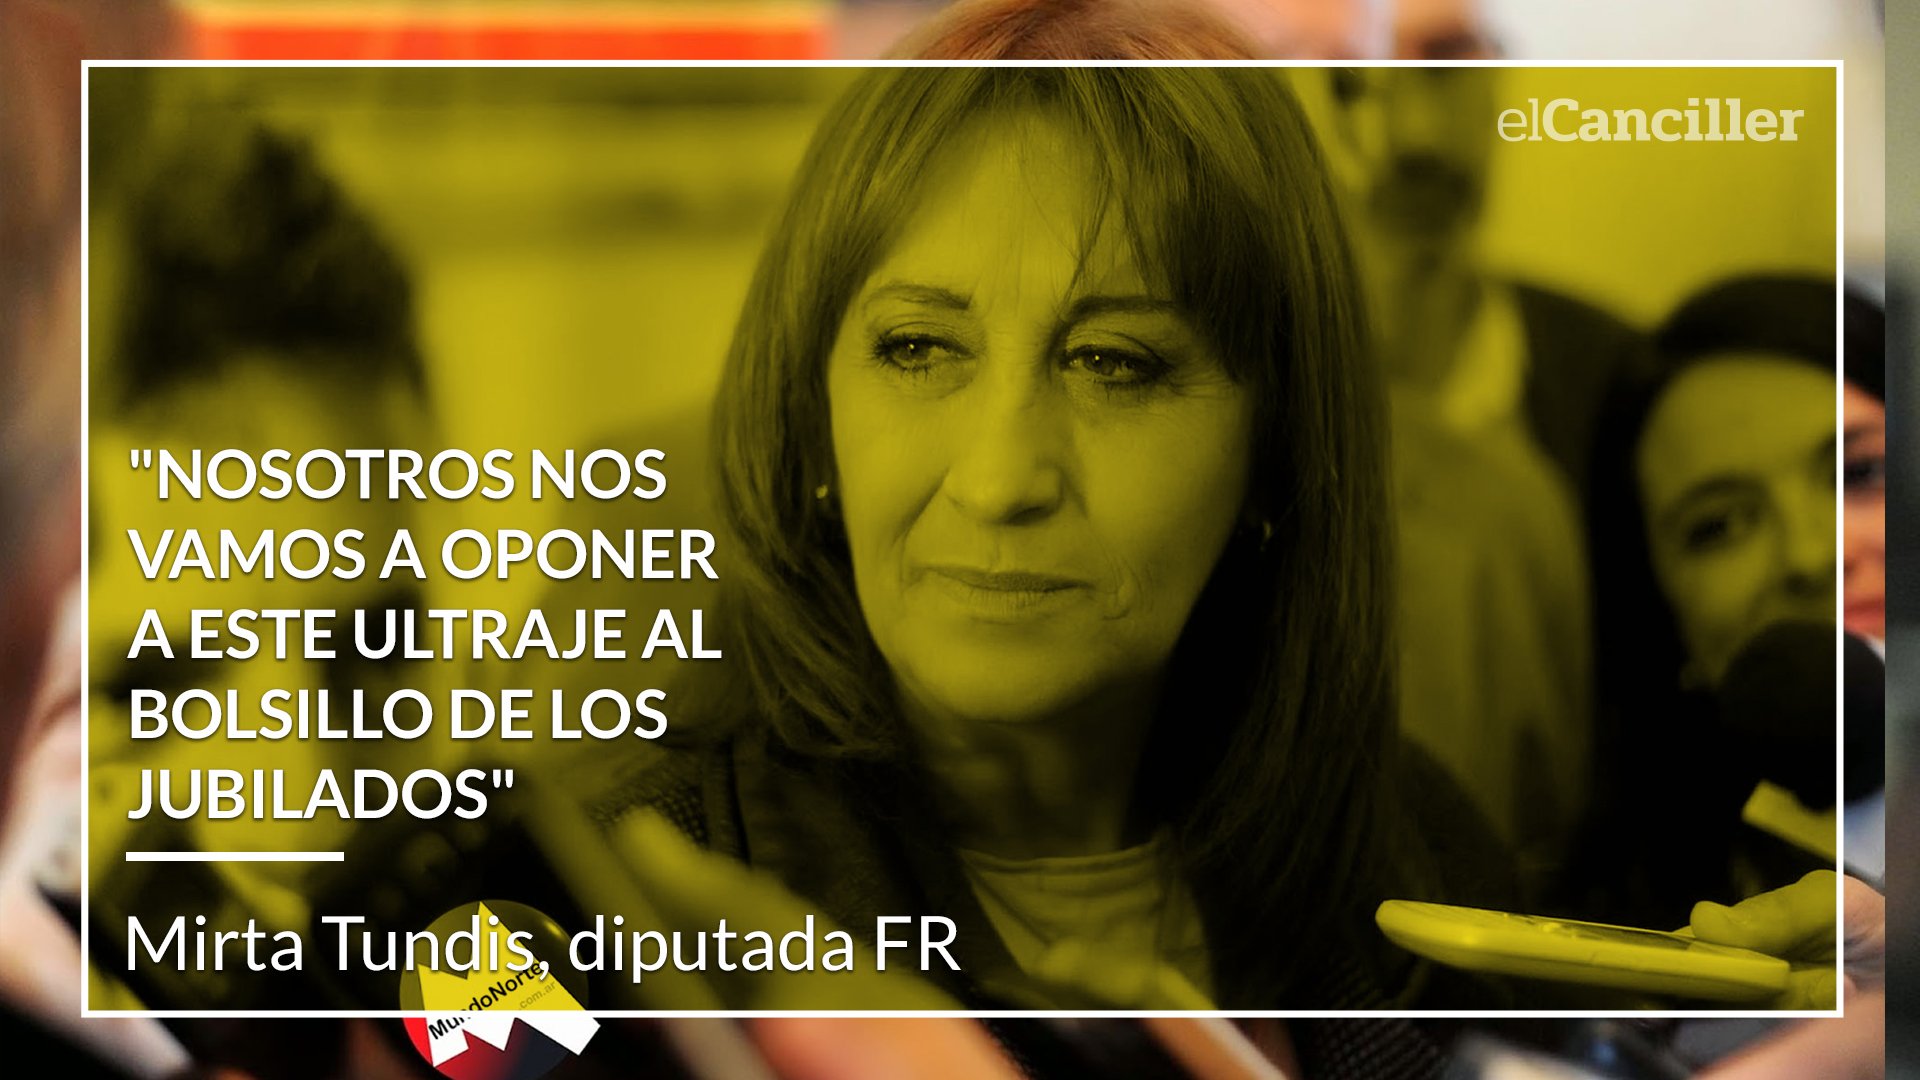 elCanciller
"NOSOTROS NOS
VAMOS A OPONER
A ESTE ULTRAJE AL
BOLSILLO DE LOS
JUBILADOS"
Mirta Tundis, diputada FR
MundoNorte
.com.ar